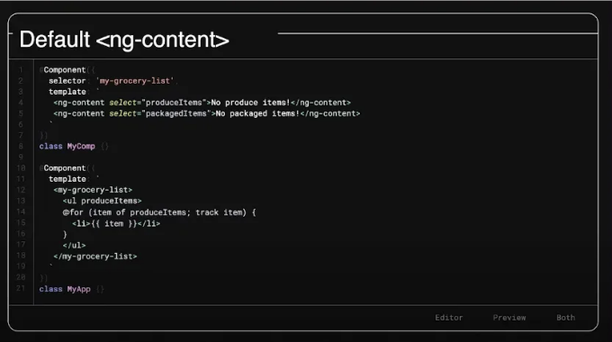 Default <ng-content>
1 @Component({
2 selector: 'my-grocery-list'
3 template: `
4 <ng-content select="produceItems">No produce items!</ng-content>
5 <ng-content select="packagedItems">No packaged items!</ng-content>
6 `
7 })
8 class MyComp {}
9
10 @Component({
11 template: `
12 <my-grocery-list>
13 <ul produceItems>
14 @for (item of produceItems; track item) {
15 <li>{{ item }}</li>
16 }
17 </ul>
18 </my-grocery-list>
19 `
20 })
21 class MyApp {}
Editor Preview Both